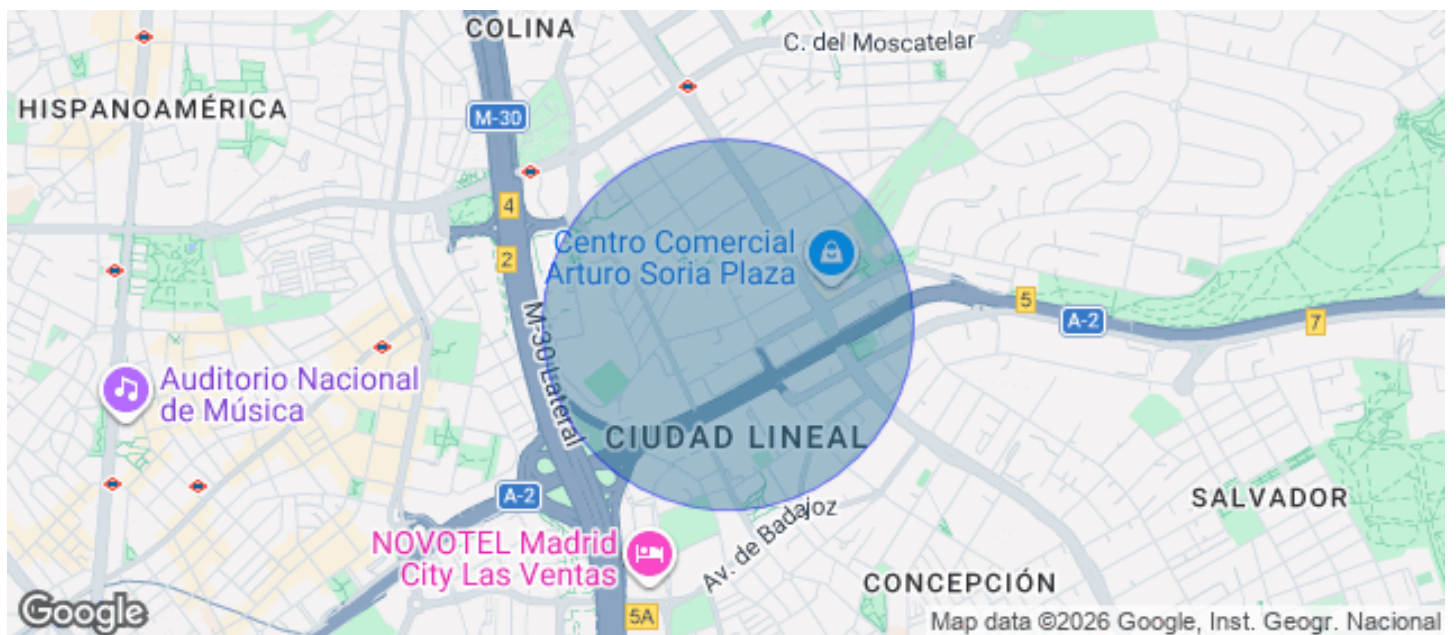 COLINA
C. del Moscatelar
HISPANOAMÉRICA
M-30
4
Centro Comercial
Arturo Soria Plaza
2
5
A-2
7
M-30 Lateral
Auditorio Nacional
de Música
CIUDAD LINEAL
A-2
SALVADOR
Av. de Badajoz
NOVOTEL Madrid
City Las Ventas
CONCEPCIÓN
5A
Google
Map data ©2026 Google, Inst. Geogr. Nacional